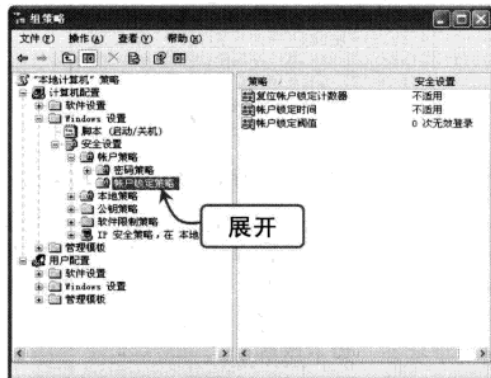 组策略
文件(F) 操作(A) 查看(V) 帮助(H)
“本地计算机”策略
计算机配置
软件设置
Windows 设置
脚本 (启动/关机)
安全设置
帐户策略
密码策略
帐户锁定策略
本地策略
公钥策略
软件限制策略
IP 安全策略，在 本地
管理模板
用户配置
软件设置
Windows 设置
管理模板
策略 安全设置
复位帐户锁定计数器 不适用
帐户锁定时间 不适用
帐户锁定阈值 0 次无效登录
展开